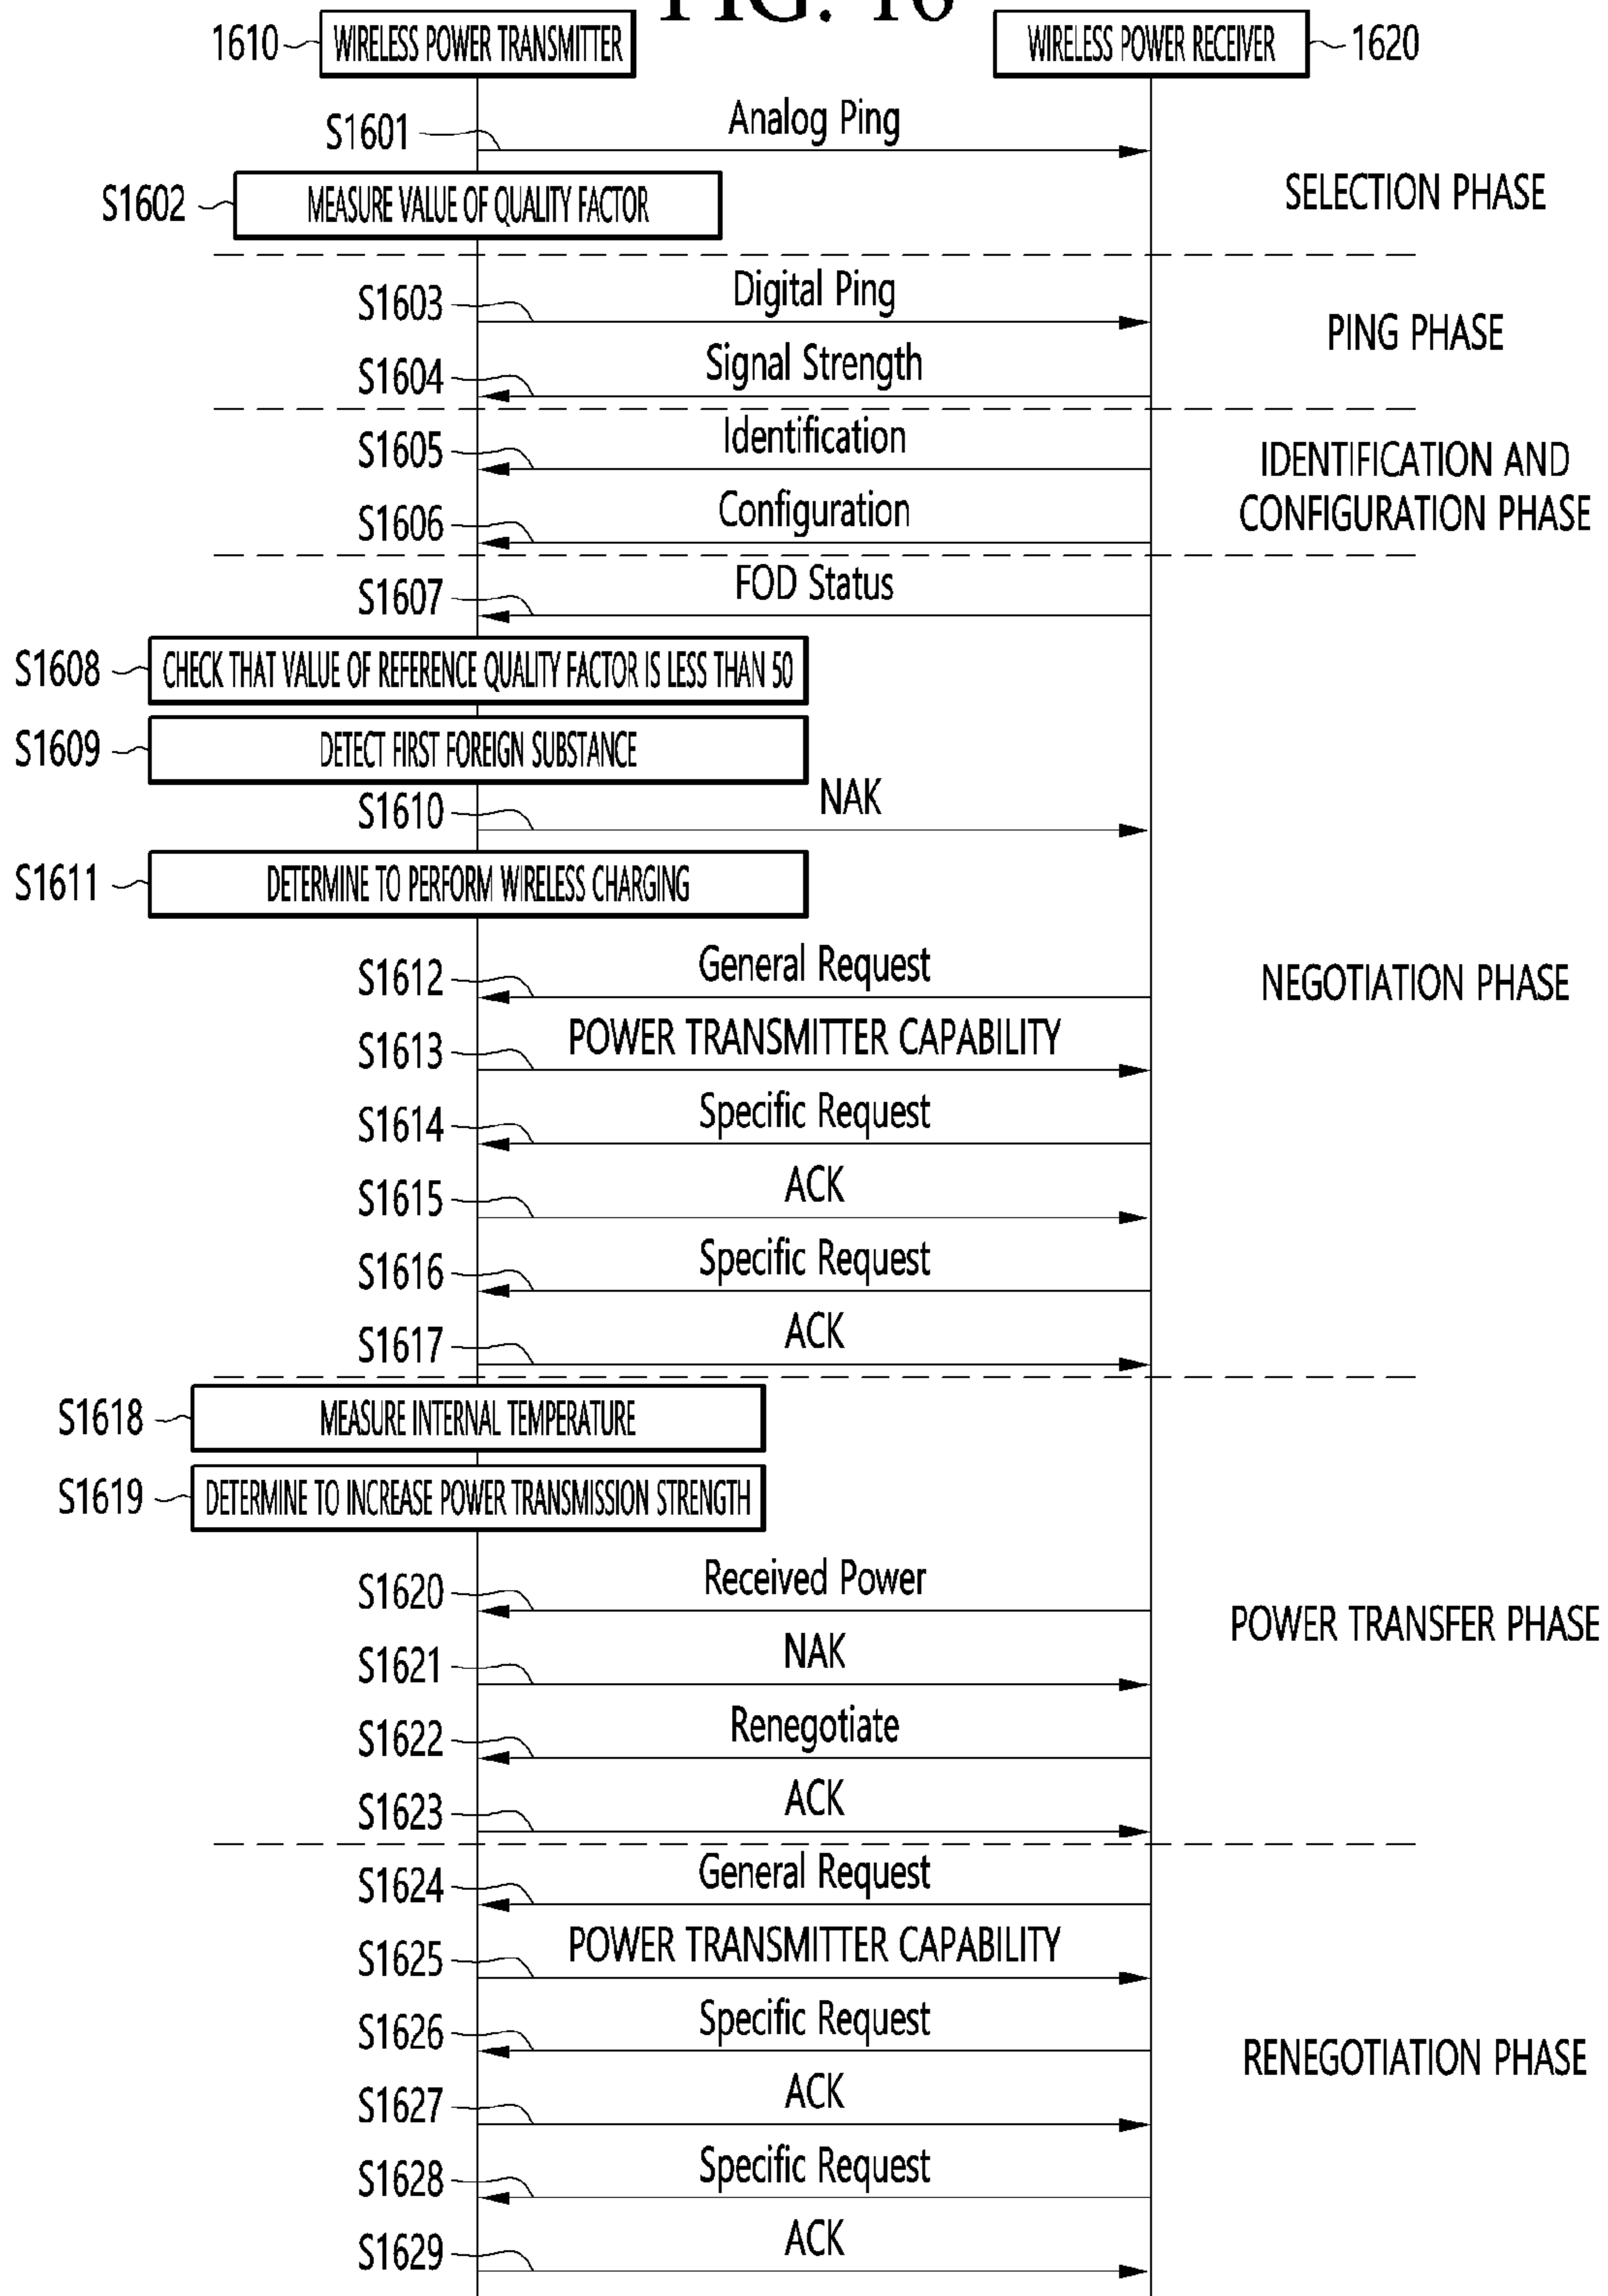 FIG. 16
1610 WIRELESS POWER TRANSMITTER WIRELESS POWER RECEIVER 1620
S1601 Analog Ping
S1602 MEASURE VALUE OF QUALITY FACTOR
SELECTION PHASE
S1603 Digital Ping
PING PHASE
S1604 Signal Strength
S1605 Identification
IDENTIFICATION AND
CONFIGURATION PHASE
S1606 Configuration
S1607 FOD Status
S1608 CHECK THAT VALUE OF REFERENCE QUALITY FACTOR IS LESS THAN 50
S1609 DETECT FIRST FOREIGN SUBSTANCE
S1610 NAK
S1611 DETERMINE TO PERFORM WIRELESS CHARGING
S1612 General Request
NEGOTIATION PHASE
S1613 POWER TRANSMITTER CAPABILITY
S1614 Specific Request
S1615 ACK
S1616 Specific Request
S1617 ACK
S1618 MEASURE INTERNAL TEMPERATURE
S1619 DETERMINE TO INCREASE POWER TRANSMISSION STRENGTH
S1620 Received Power
POWER TRANSFER PHASE
S1621 NAK
S1622 Renegotiate
S1623 ACK
S1624 General Request
S1625 POWER TRANSMITTER CAPABILITY
S1626 Specific Request
RENEGOTIATION PHASE
S1627 ACK
S1628 Specific Request
S1629 ACK